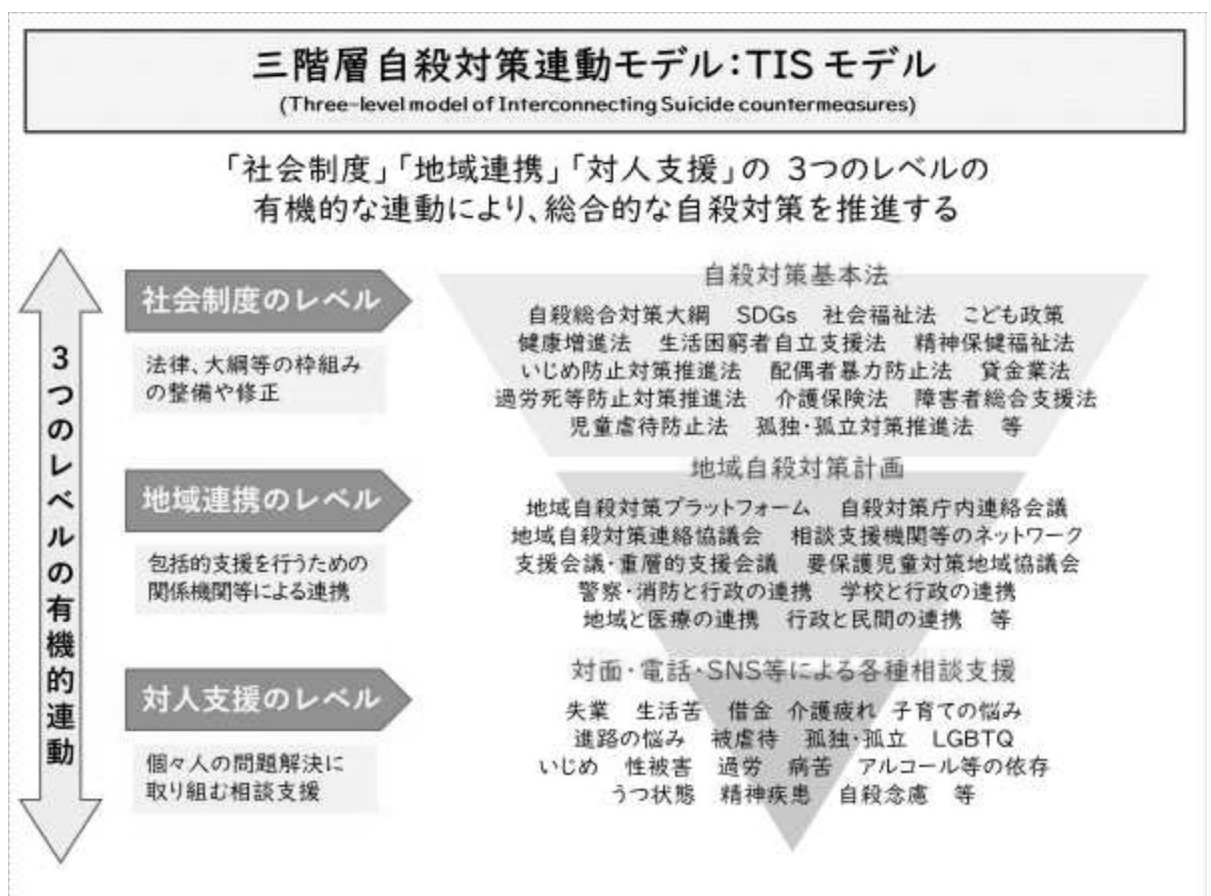 三階層自殺対策連動モデル：TIS モデル
(Three-level model of Interconnecting Suicide countermeasures)
「社会制度」「地域連携」「対人支援」の 3つのレベルの
有機的な連動により、総合的な自殺対策を推進する
3つのレベルの有機的連動
社会制度のレベル
法律、大綱等の枠組み
の整備や修正
自殺対策基本法
自殺総合対策大綱 SDGs 社会福祉法 こども政策
健康増進法 生活困窮者自立支援法 精神保健福祉法
いじめ防止対策推進法 配偶者暴力防止法 貸金業法
過労死等防止対策推進法 介護保険法 障害者総合支援法
児童虐待防止法 孤独・孤立対策推進法 等
地域連携のレベル
包括的支援を行うための
関係機関等による連携
地域自殺対策計画
地域自殺対策プラットフォーム 自殺対策庁内連絡会議
地域自殺対策連絡協議会 相談支援機関等のネットワーク
支援会議・重層的支援会議 要保護児童対策地域協議会
警察・消防と行政の連携 学校と行政の連携
地域と医療の連携 行政と民間の連携 等
対人支援のレベル
個々人の問題解決に
取り組む相談支援
対面・電話・SNS等による各種相談支援
失業 生活苦 借金 介護疲れ 子育ての悩み
進路の悩み 被虐待 孤独・孤立 LGBTQ
いじめ 性被害 過労 病苦 アルコール等の依存
うつ状態 精神疾患 自殺念慮 等